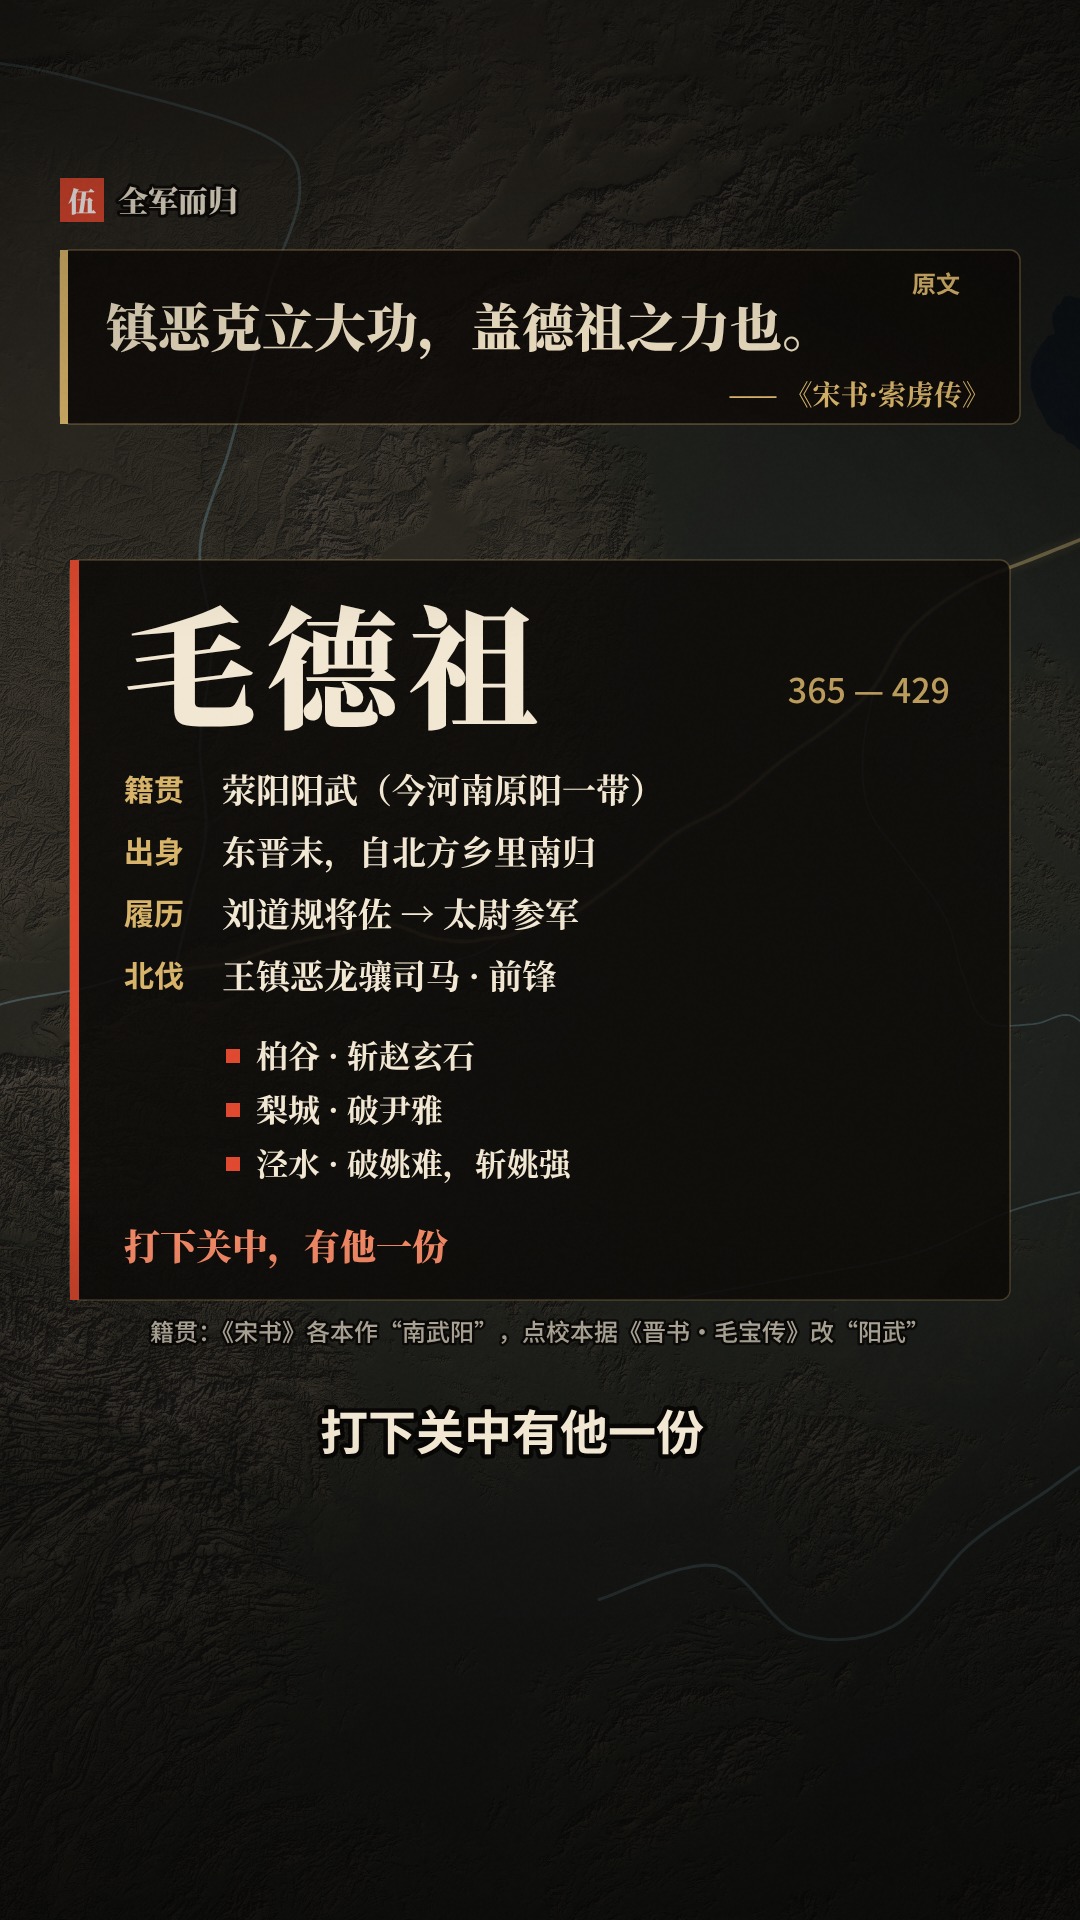 伍 全军而归
原文
镇恶克立大功，盖德祖之力也。
—— 《宋书·索虏传》
毛德祖
365 — 429
籍贯 荥阳阳武（今河南原阳一带）
出身 东晋末，自北方乡里南归
履历 刘道规将佐 → 太尉参军
北伐 王镇恶龙骧司马 · 前锋
柏谷 · 斩赵玄石
梨城 · 破尹雅
泾水 · 破姚难，斩姚强
打下关中，有他一份
籍贯：《宋书》各本作“南武阳”，点校本据《晋书·毛宝传》改“阳武”
打下关中有他一份